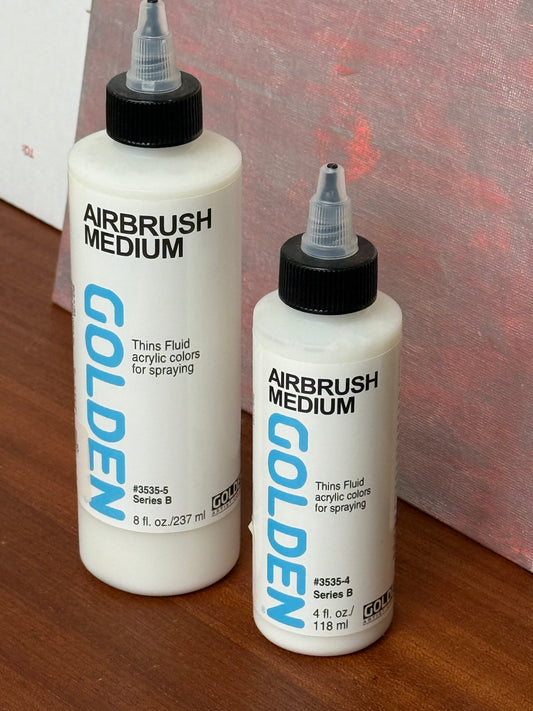 AIRBRUSH
MEDIUM
GOLDEN
Thins Fluid
acrylic colors
for spraying
#3535-5
Series B
8 fl. oz./237 ml
AIRBRUSH
MEDIUM
GOLDEN
Thins Fluid
acrylic colors
for spraying
#3535-4
Series B
4 fl. oz./
118 ml